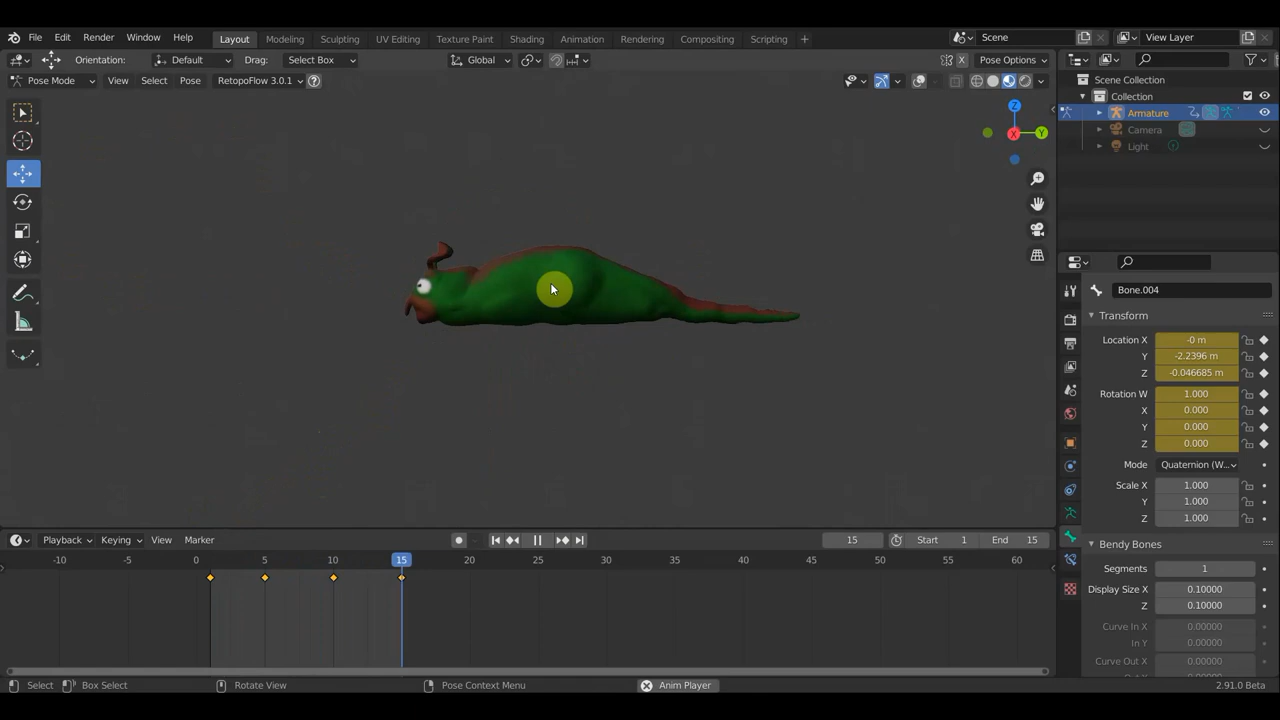 File Edit Render Window Help Layout Modeling Sculpting UV Editing Texture Paint Shading Animation Rendering Compositing Scripting + Scene View Layer
Orientation: Default Drag: Select Box Global X Pose Options
Pose Mode View Select Pose RetopoFlow 3.0.1 ?
Scene Collection
Collection
Armature
Camera
Light
Z
Y
X
Bone.004
Transform
Location X -0 m
Y -2.2396 m
Z -0.046685 m
Rotation W 1.000
X 0.000
Y 0.000
Z 0.000
Mode Quaternion (W...
Scale X 1.000
Y 1.000
Z 1.000
Bendy Bones
Segments 1
Display Size X 0.10000
Z 0.10000
Curve In X 0.00000
In Y 0.00000
Curve Out X 0.00000
Playback Keying View Marker 15 Start 1 End 15
-10 0 5 10 15 20 25 30 35 40 45 50 55 60
Select Box Select Rotate View Pose Context Menu Anim Player 2.91.0 Beta